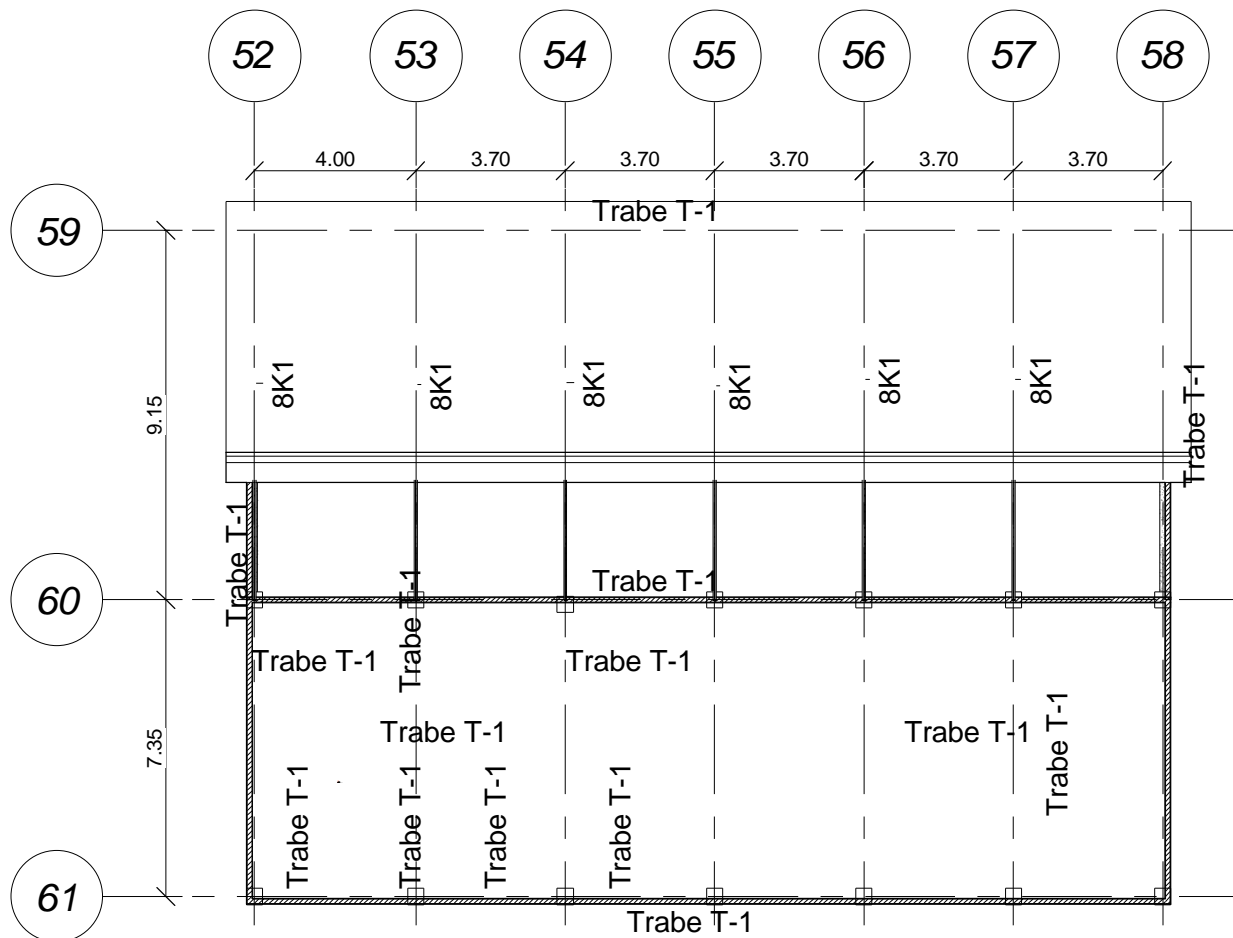 52
53
54
55
56
57
58
4.00
3.70
3.70
3.70
3.70
3.70
59
Trabe T-1
8K1
8K1
8K1
8K1
8K1
8K1
Trabe T-1
9.15
Trabe T-1
60
Trabe T-1
Trabe T-1
Trabe T-1
Trabe T-1
Trabe T-1
Trabe T-1
Trabe T-1
7.35
Trabe T-1
Trabe T-1
Trabe T-1
Trabe T-1
61
Trabe T-1